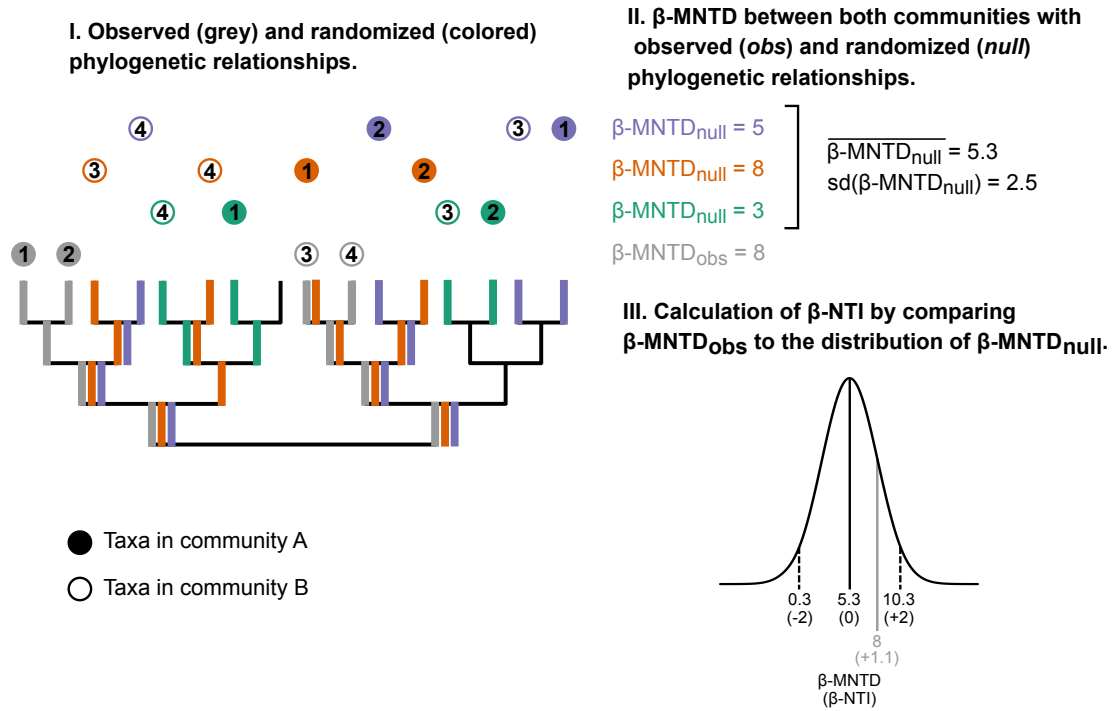 I. Observed (grey) and randomized (colored)
phylogenetic relationships.
4
2
3
1
3
4
1
2
4
1
3
2
1
2
3
4
Taxa in community A
Taxa in community B
II. β-MNTD between both communities with
observed (obs) and randomized (null)
phylogenetic relationships.
β-MNTDnull = 5
β-MNTDnull = 8
β-MNTDnull = 3
β-MNTDobs = 8
β-MNTDnull = 5.3
sd(β-MNTDnull) = 2.5
III. Calculation of β-NTI by comparing
β-MNTDobs to the distribution of β-MNTDnull.
0.3
(-2)
5.3
(0)
10.3
(+2)
8
(+1.1)
β-MNTD
(β-NTI)